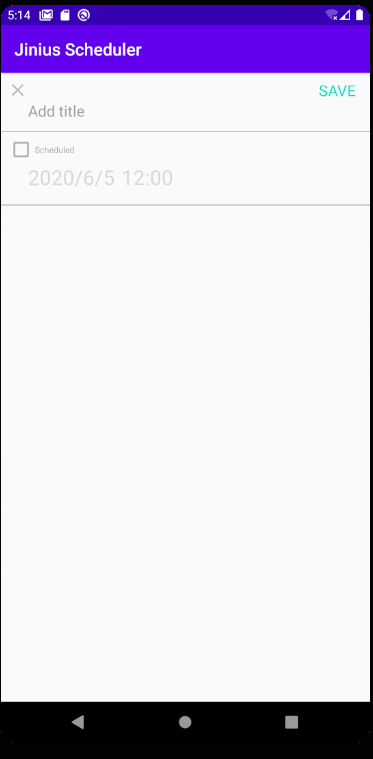 5:14
Jinius Scheduler
SAVE
Add title
Scheduled
2020/6/5 12:00